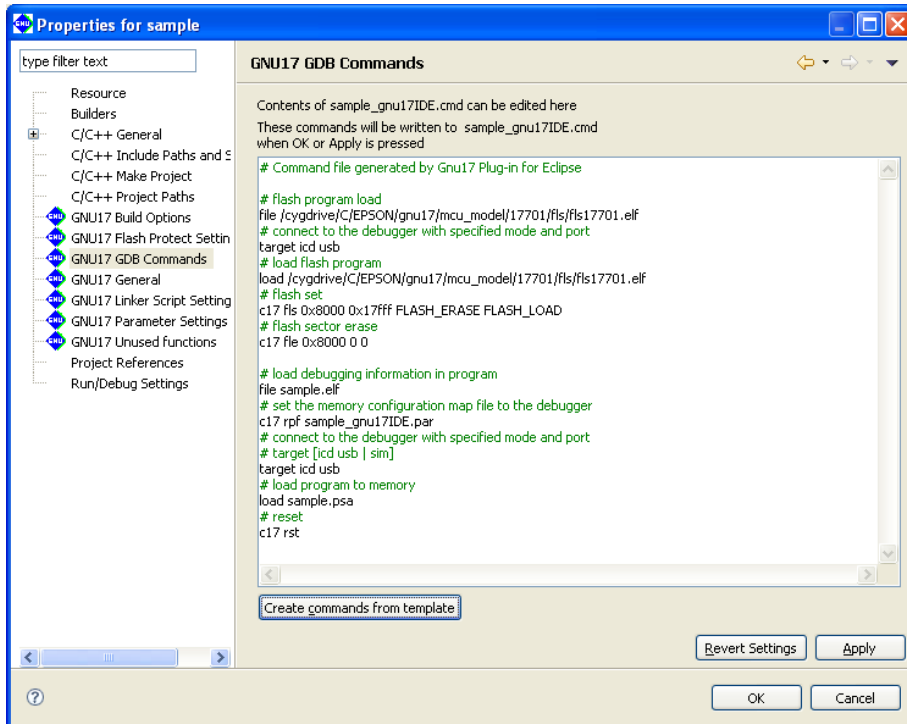 Properties for sample
type filter text
Resource
Builders
C/C++ General
C/C++ Include Paths and S
C/C++ Make Project
C/C++ Project Paths
GNU17 Build Options
GNU17 Flash Protect Settin
GNU17 GDB Commands
GNU17 General
GNU17 Linker Script Setting
GNU17 Parameter Settings
GNU17 Unused functions
Project References
Run/Debug Settings
GNU17 GDB Commands
Contents of sample_gnu17IDE.cmd can be edited here
These commands will be written to sample_gnu17IDE.cmd
when OK or Apply is pressed
# Command file generated by Gnu17 Plug-in for Eclipse
# flash program load
file /cygdrive/C/EPSON/gnu17/mcu_model/17701/fls/fls17701.elf
# connect to the debugger with specified mode and port
target icd usb
# load flash program
load /cygdrive/C/EPSON/gnu17/mcu_model/17701/fls/fls17701.elf
# flash set
c17 fls 0x8000 0x17fff FLASH_ERASE FLASH_LOAD
# flash sector erase
c17 fle 0x8000 0 0
# load debugging information in program
file sample.elf
# set the memory configuration map file to the debugger
c17 rpf sample_gnu17IDE.par
# connect to the debugger with specified mode and port
# target [icd usb | sim]
target icd usb
# load program to memory
load sample.psa
# reset
c17 rst
Create commands from template
Revert Settings
Apply
OK
Cancel